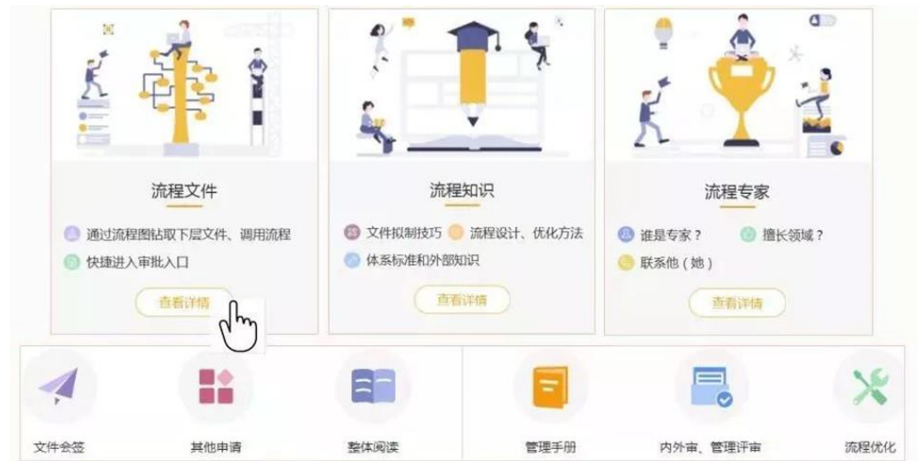 流程文件
通过流程图钻取下层文件、调用流程
快捷进入审批入口
查看详情
流程知识
文件拟制技巧 流程设计、优化方法
体系标准和外部知识
查看详情
流程专家
谁是专家？ 擅长领域？
联系他（她）
查看详情
文件会签 其他申请 整体阅读 管理手册 内外审、管理评审 流程优化